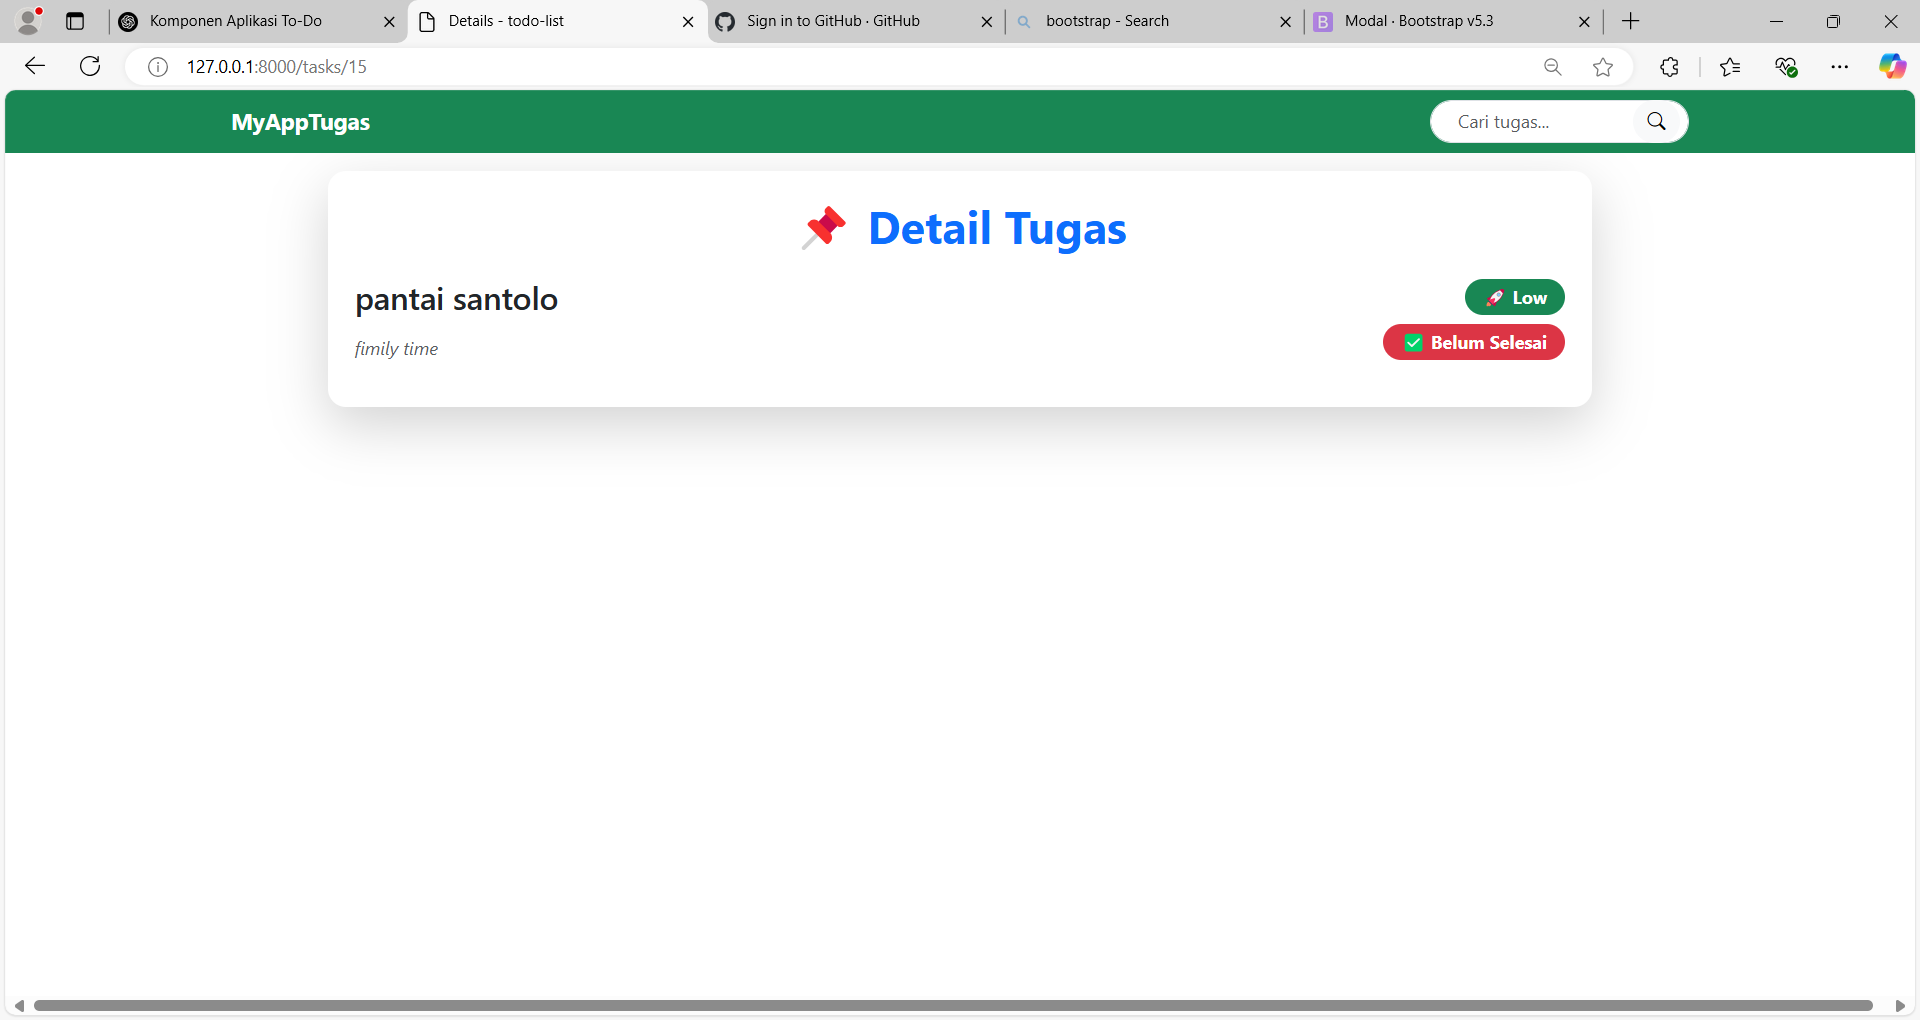 Komponen Aplikasi To-Do
Details - todo-list
Sign in to GitHub · GitHub
bootstrap - Search
B
Modal · Bootstrap v5.3
127.0.0.1:8000/tasks/15
MyAppTugas
Cari tugas...
Detail Tugas
pantai santolo
Low
fimily time
Belum Selesai